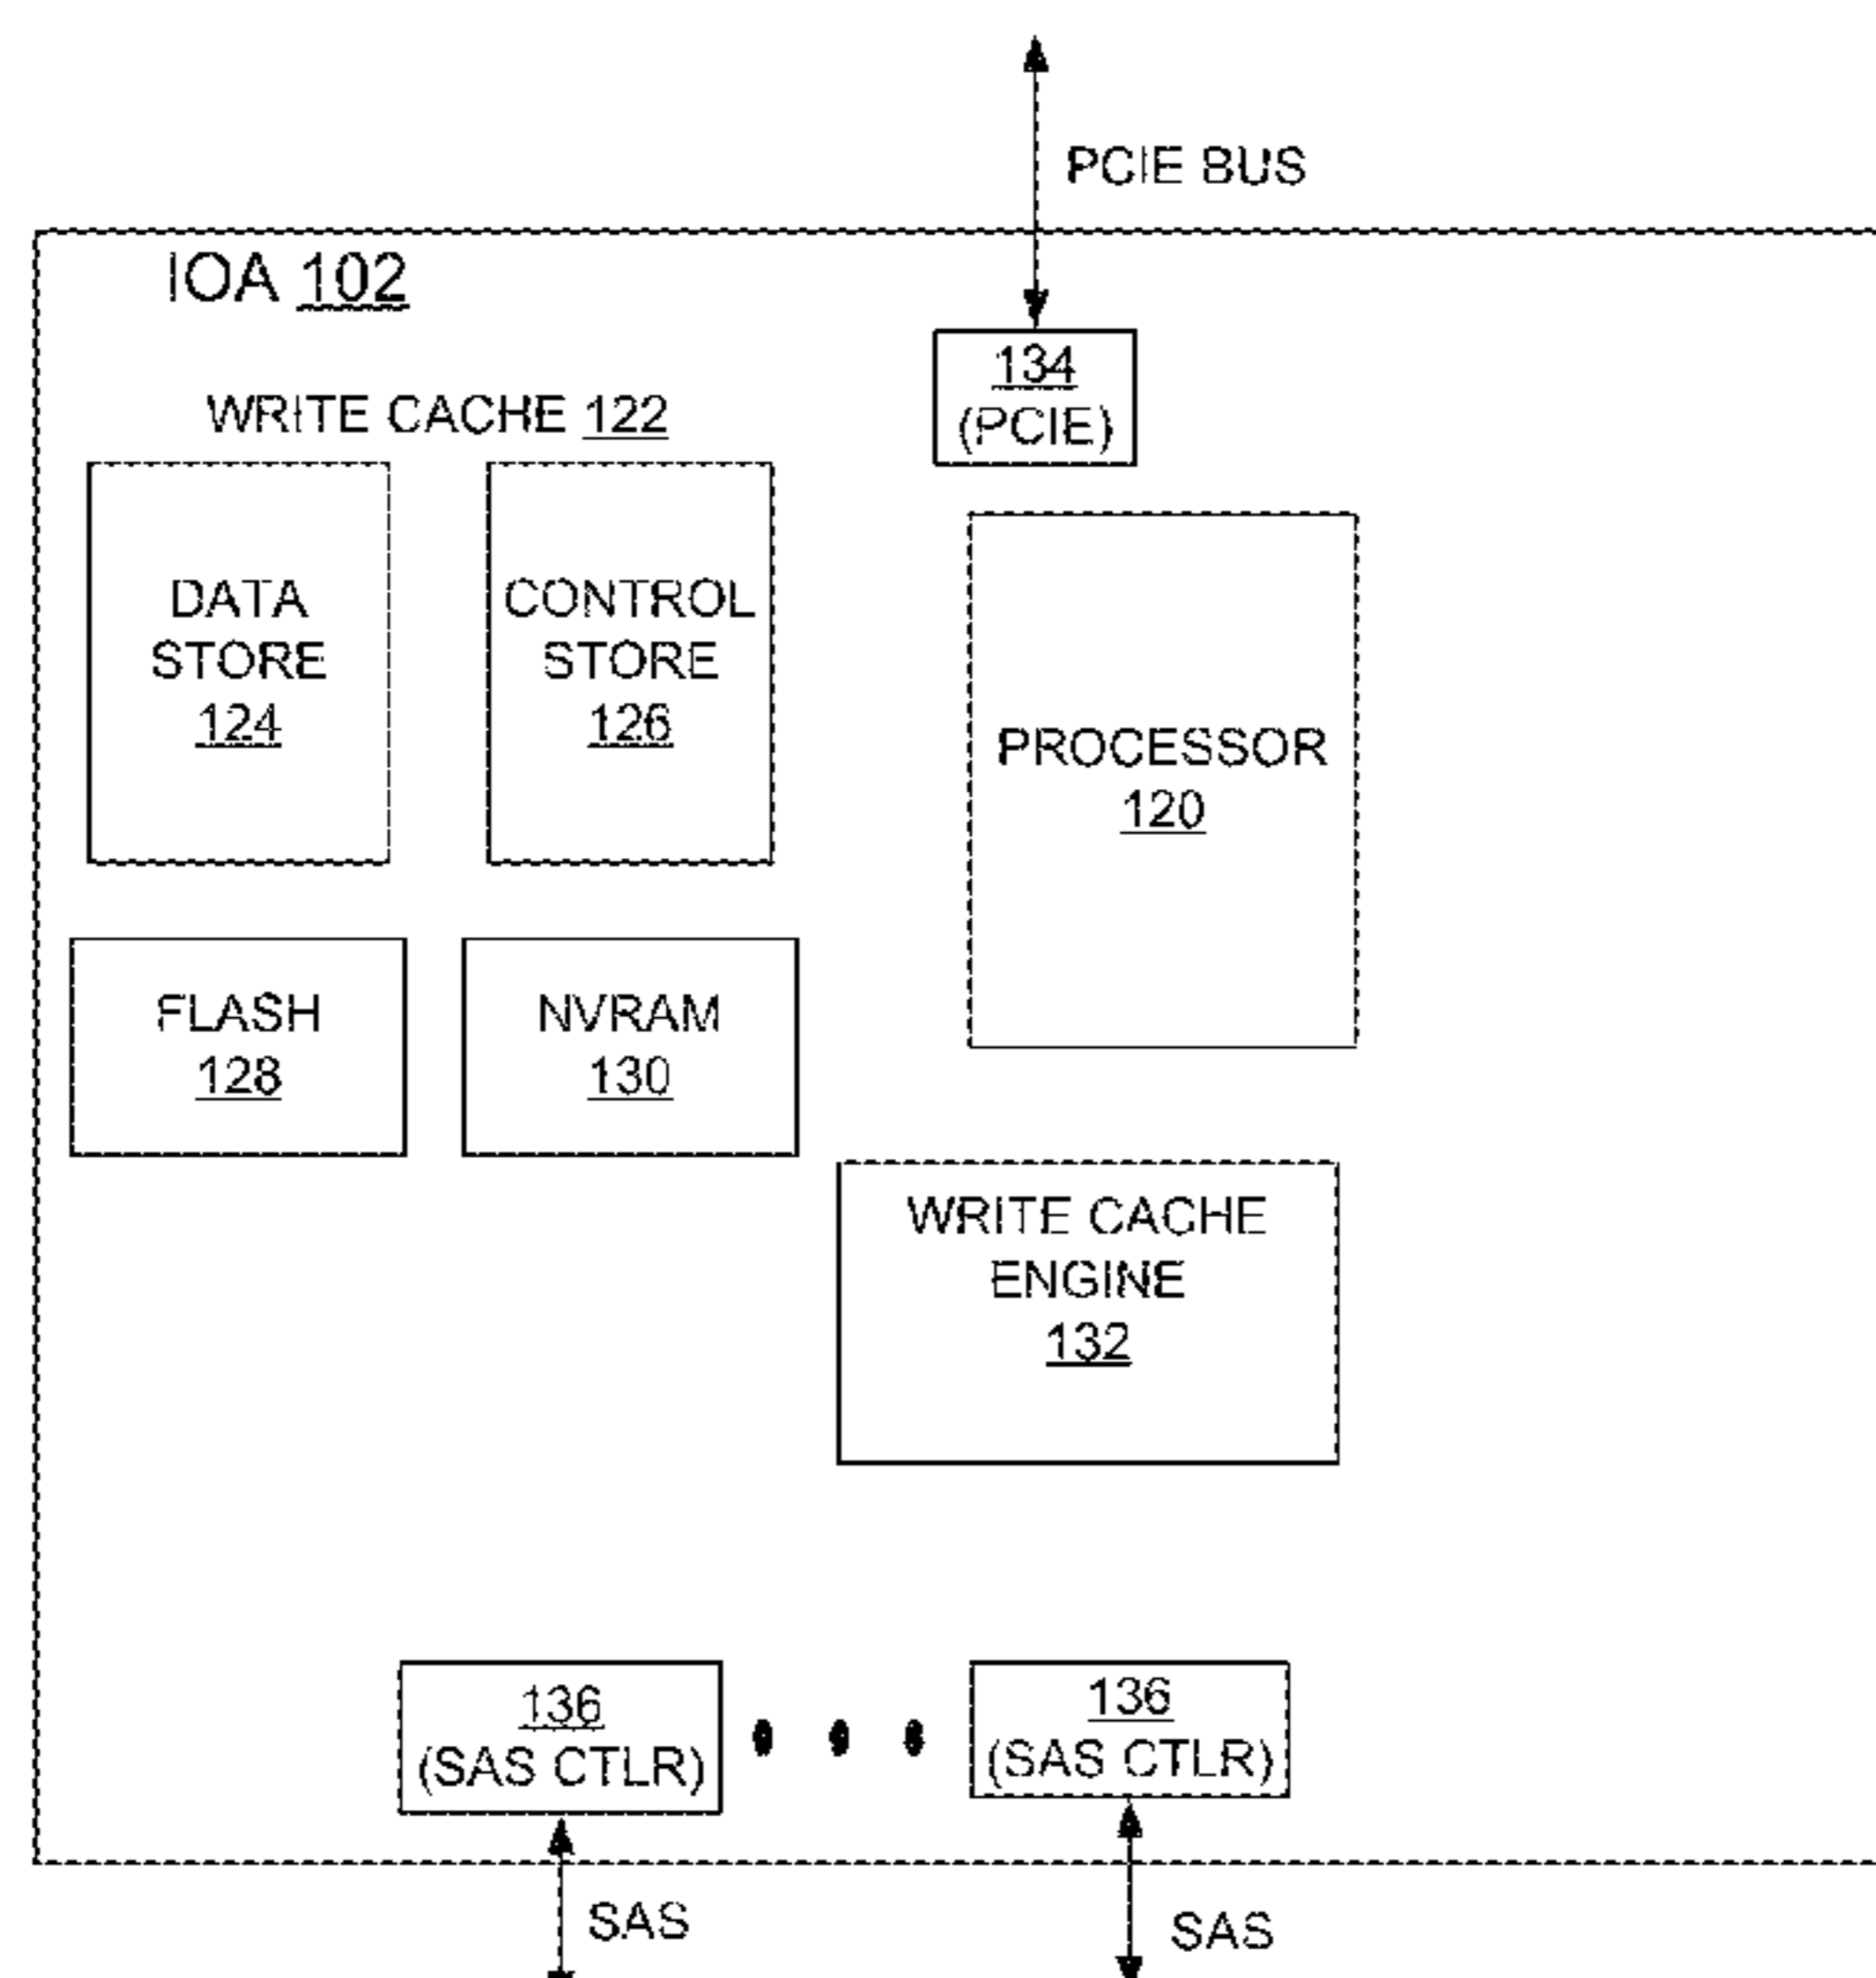 PCIE BUS
IOA 102
134
(PCIE)
WRITE CACHE 122
DATA
STORE
124
CONTROL
STORE
126
PROCESSOR
120
FLASH
128
NVRAM
130
WRITE CACHE
ENGINE
132
136
(SAS CTLR)
136
(SAS CTLR)
SAS
SAS